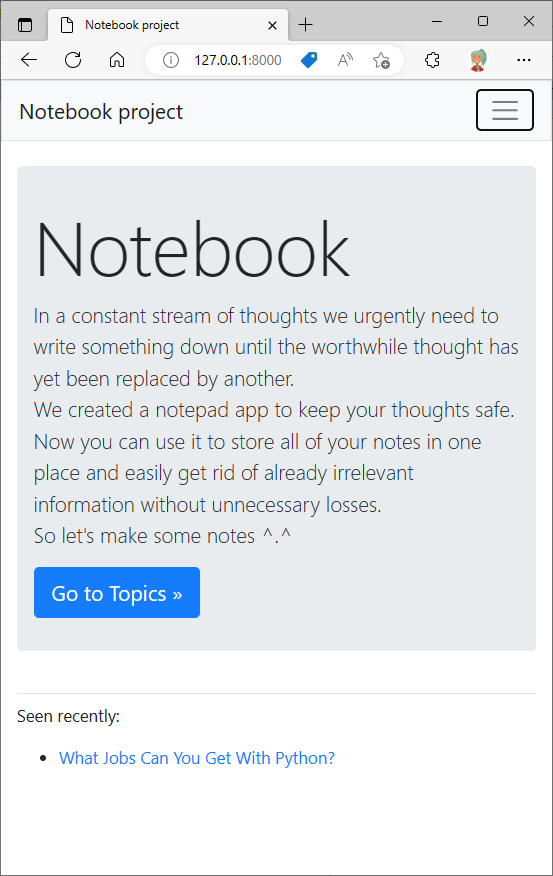 Notebook project
127.0.0.1:8000
Notebook project
Notebook
In a constant stream of thoughts we urgently need to
write something down until the worthwhile thought has
yet been replaced by another.
We created a notepad app to keep your thoughts safe.
Now you can use it to store all of your notes in one
place and easily get rid of already irrelevant
information without unnecessary losses.
So let's make some notes ^.^
Go to Topics »
Seen recently:
What Jobs Can You Get With Python?